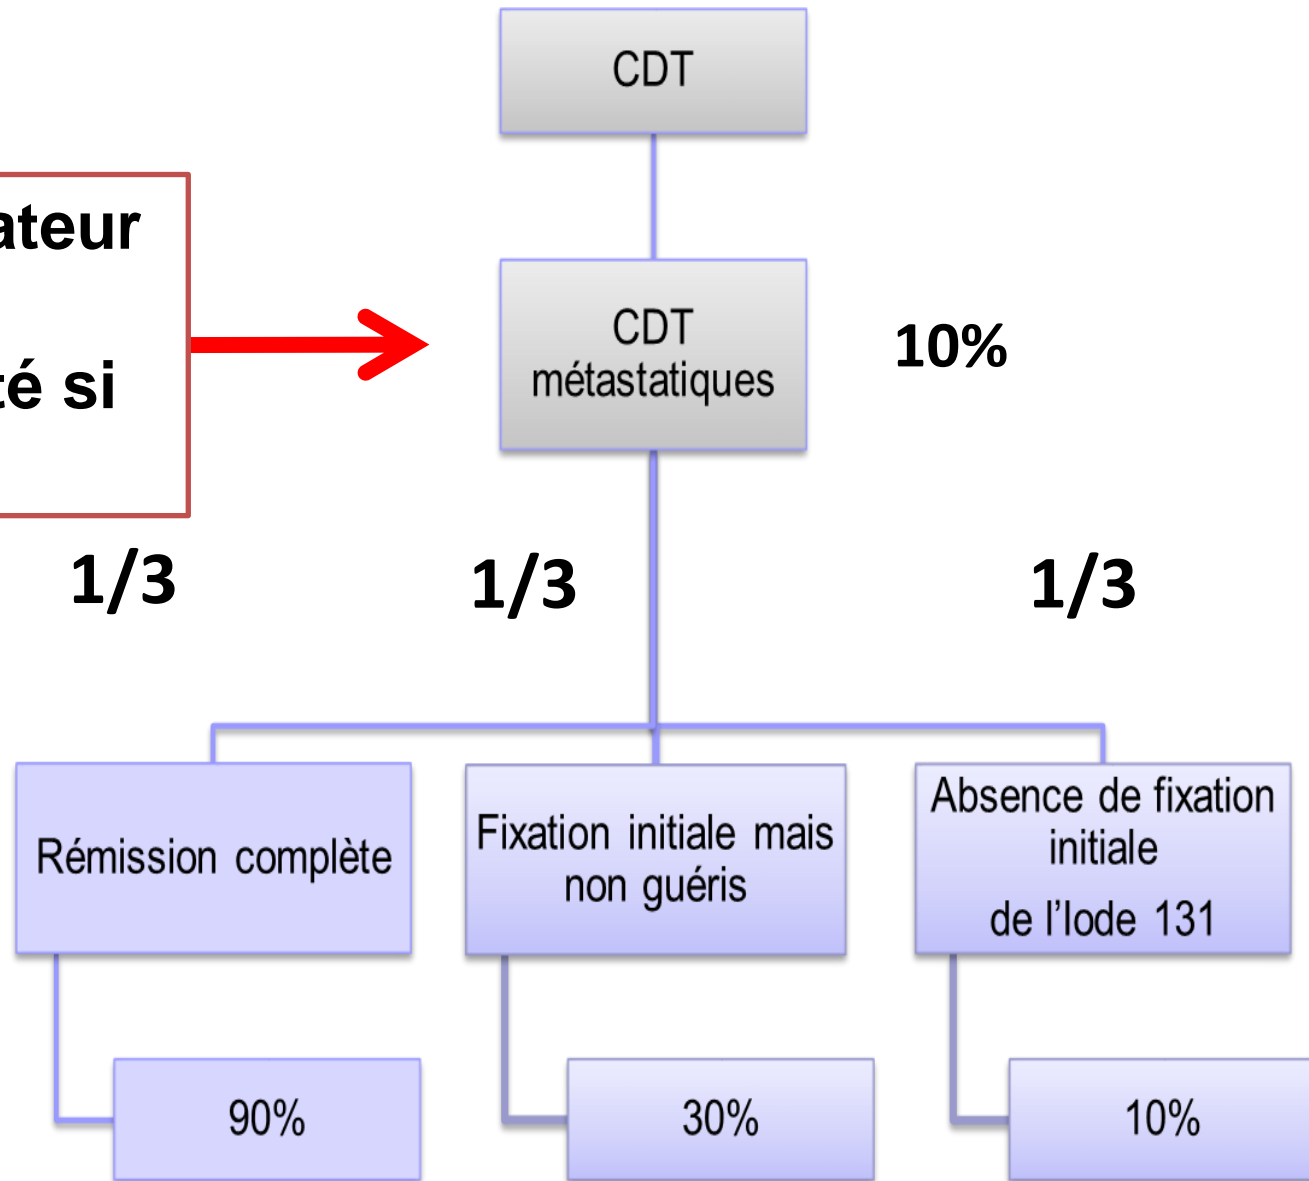 CDT
ateur
té si
CDT
métastatiques
10%
1/3
1/3
1/3
Rémission complète
Fixation initiale mais
non guéris
Absence de fixation
initiale
de l'Iode 131
90%
30%
10%